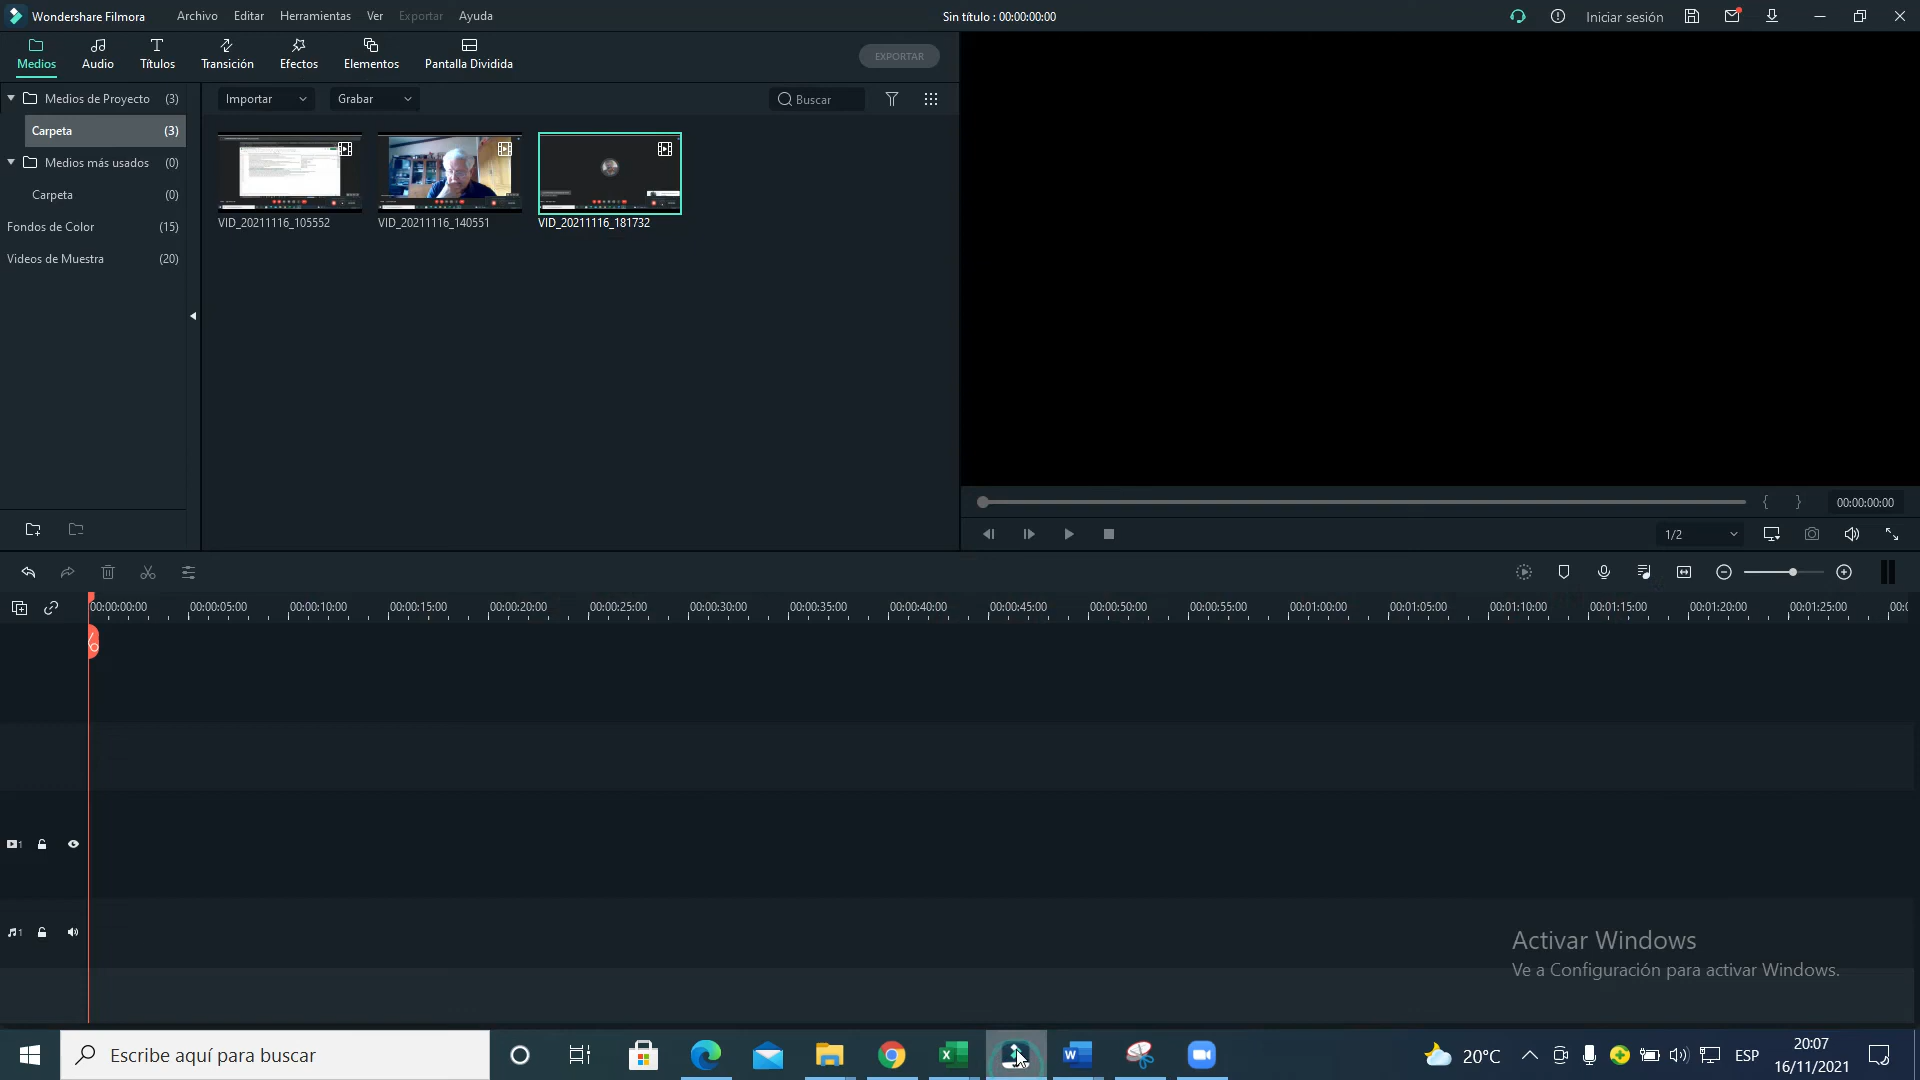 Wondershare Filmora Archivo Editar Herramientas Ver Exportar Ayuda Sin título : 00:00:00:00 Iniciar sesión
Medios Audio Títulos Transición Efectos Elementos Pantalla Dividida EXPORTAR
Medios de Proyecto (3) Importar Grabar Buscar
Carpeta (3)
Medios más usados (0)
Carpeta (0)
Fondos de Color (15)
Videos de Muestra (20)
VID_20211116_105552 VID_20211116_140551 VID_20211116_181732
{ } 00:00:00:00
1/2
00:00:00:00 00:00:05:00 00:00:10:00 00:00:15:00 00:00:20:00 00:00:25:00 00:00:30:00 00:00:35:00 00:00:40:00 00:00:45:00 00:00:50:00 00:00:55:00 00:01:00:00 00:01:05:00 00:01:10:00 00:01:15:00 00:01:20:00 00:01:25:00
1
1
Activar Windows
Ve a Configuración para activar Windows.
Escribe aquí para buscar 20°C ESP 20:07
16/11/2021